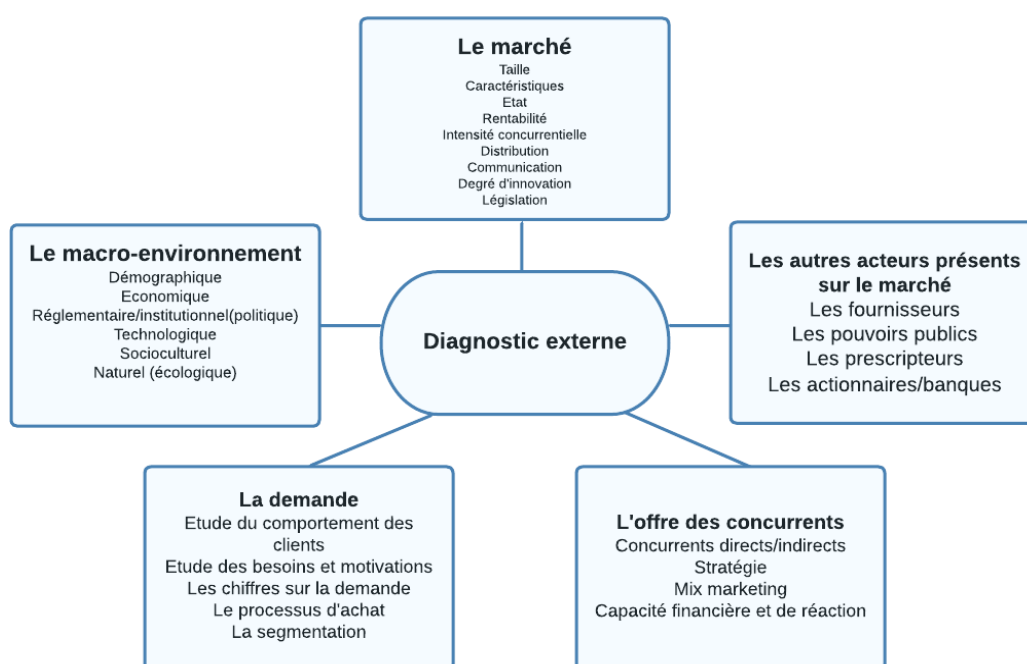 Le marché
Taille
Caractéristiques
Etat
Rentabilité
Intensité concurrentielle
Distribution
Communication
Degré d'innovation
Législation
Le macro-environnement
Démographique
Economique
Réglementaire/institutionnel(politique)
Technologique
Socioculturel
Naturel (écologique)
Diagnostic externe
Les autres acteurs présents
sur le marché
Les fournisseurs
Les pouvoirs publics
Les prescripteurs
Les actionnaires/banques
La demande
Etude du comportement des
clients
Etude des besoins et motivations
Les chiffres sur la demande
Le processus d'achat
La segmentation
L'offre des concurrents
Concurrents directs/indirects
Stratégie
Mix marketing
Capacité financière et de réaction